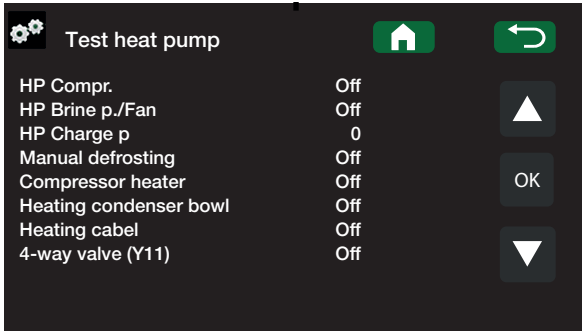 Test heat pump
HP Compr. Off
HP Brine p./Fan Off
HP Charge p 0
Manual defrosting Off
Compressor heater Off
OK
Heating condenser bowl Off
Heating cabel Off
4-way valve (Y11) Off